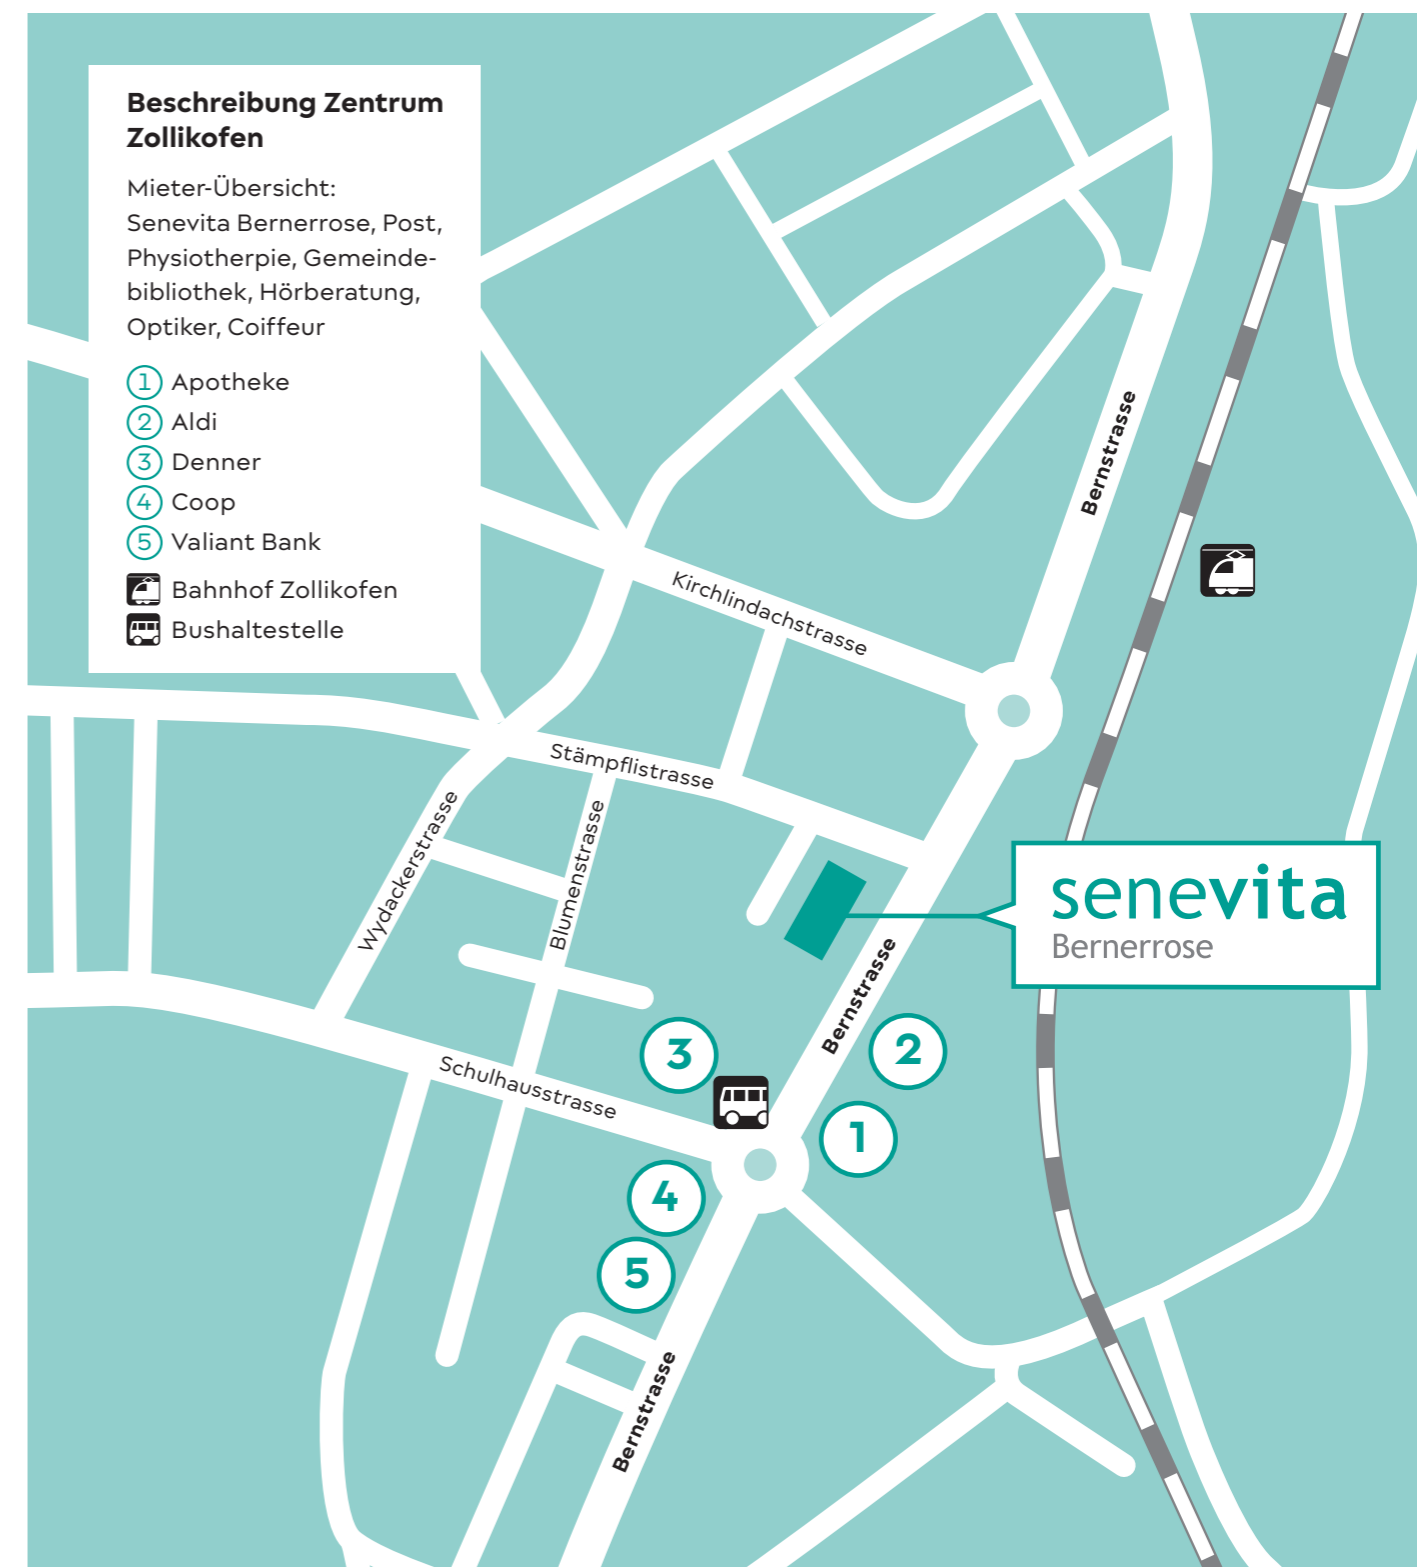 Beschreibung Zentrum
Zollikofen
Mieter-Übersicht:
Senevita Bernerrose, Post,
Physiotherpie, Gemeinde-
bibliothek, Hörberatung,
Optiker, Coiffeur
1 Apotheke
2 Aldi
3 Denner
4 Coop
5 Valiant Bank
Bahnhof Zollikofen
Bushaltestelle
Bernstrasse
Kirchlindachstrasse
Stämpflistrasse
Wydackerstrasse
Blumenstrasse
senevita
Bernerrose
Bernstrasse
2
3
Schulhausstrasse
1
4
5
Bernstrasse